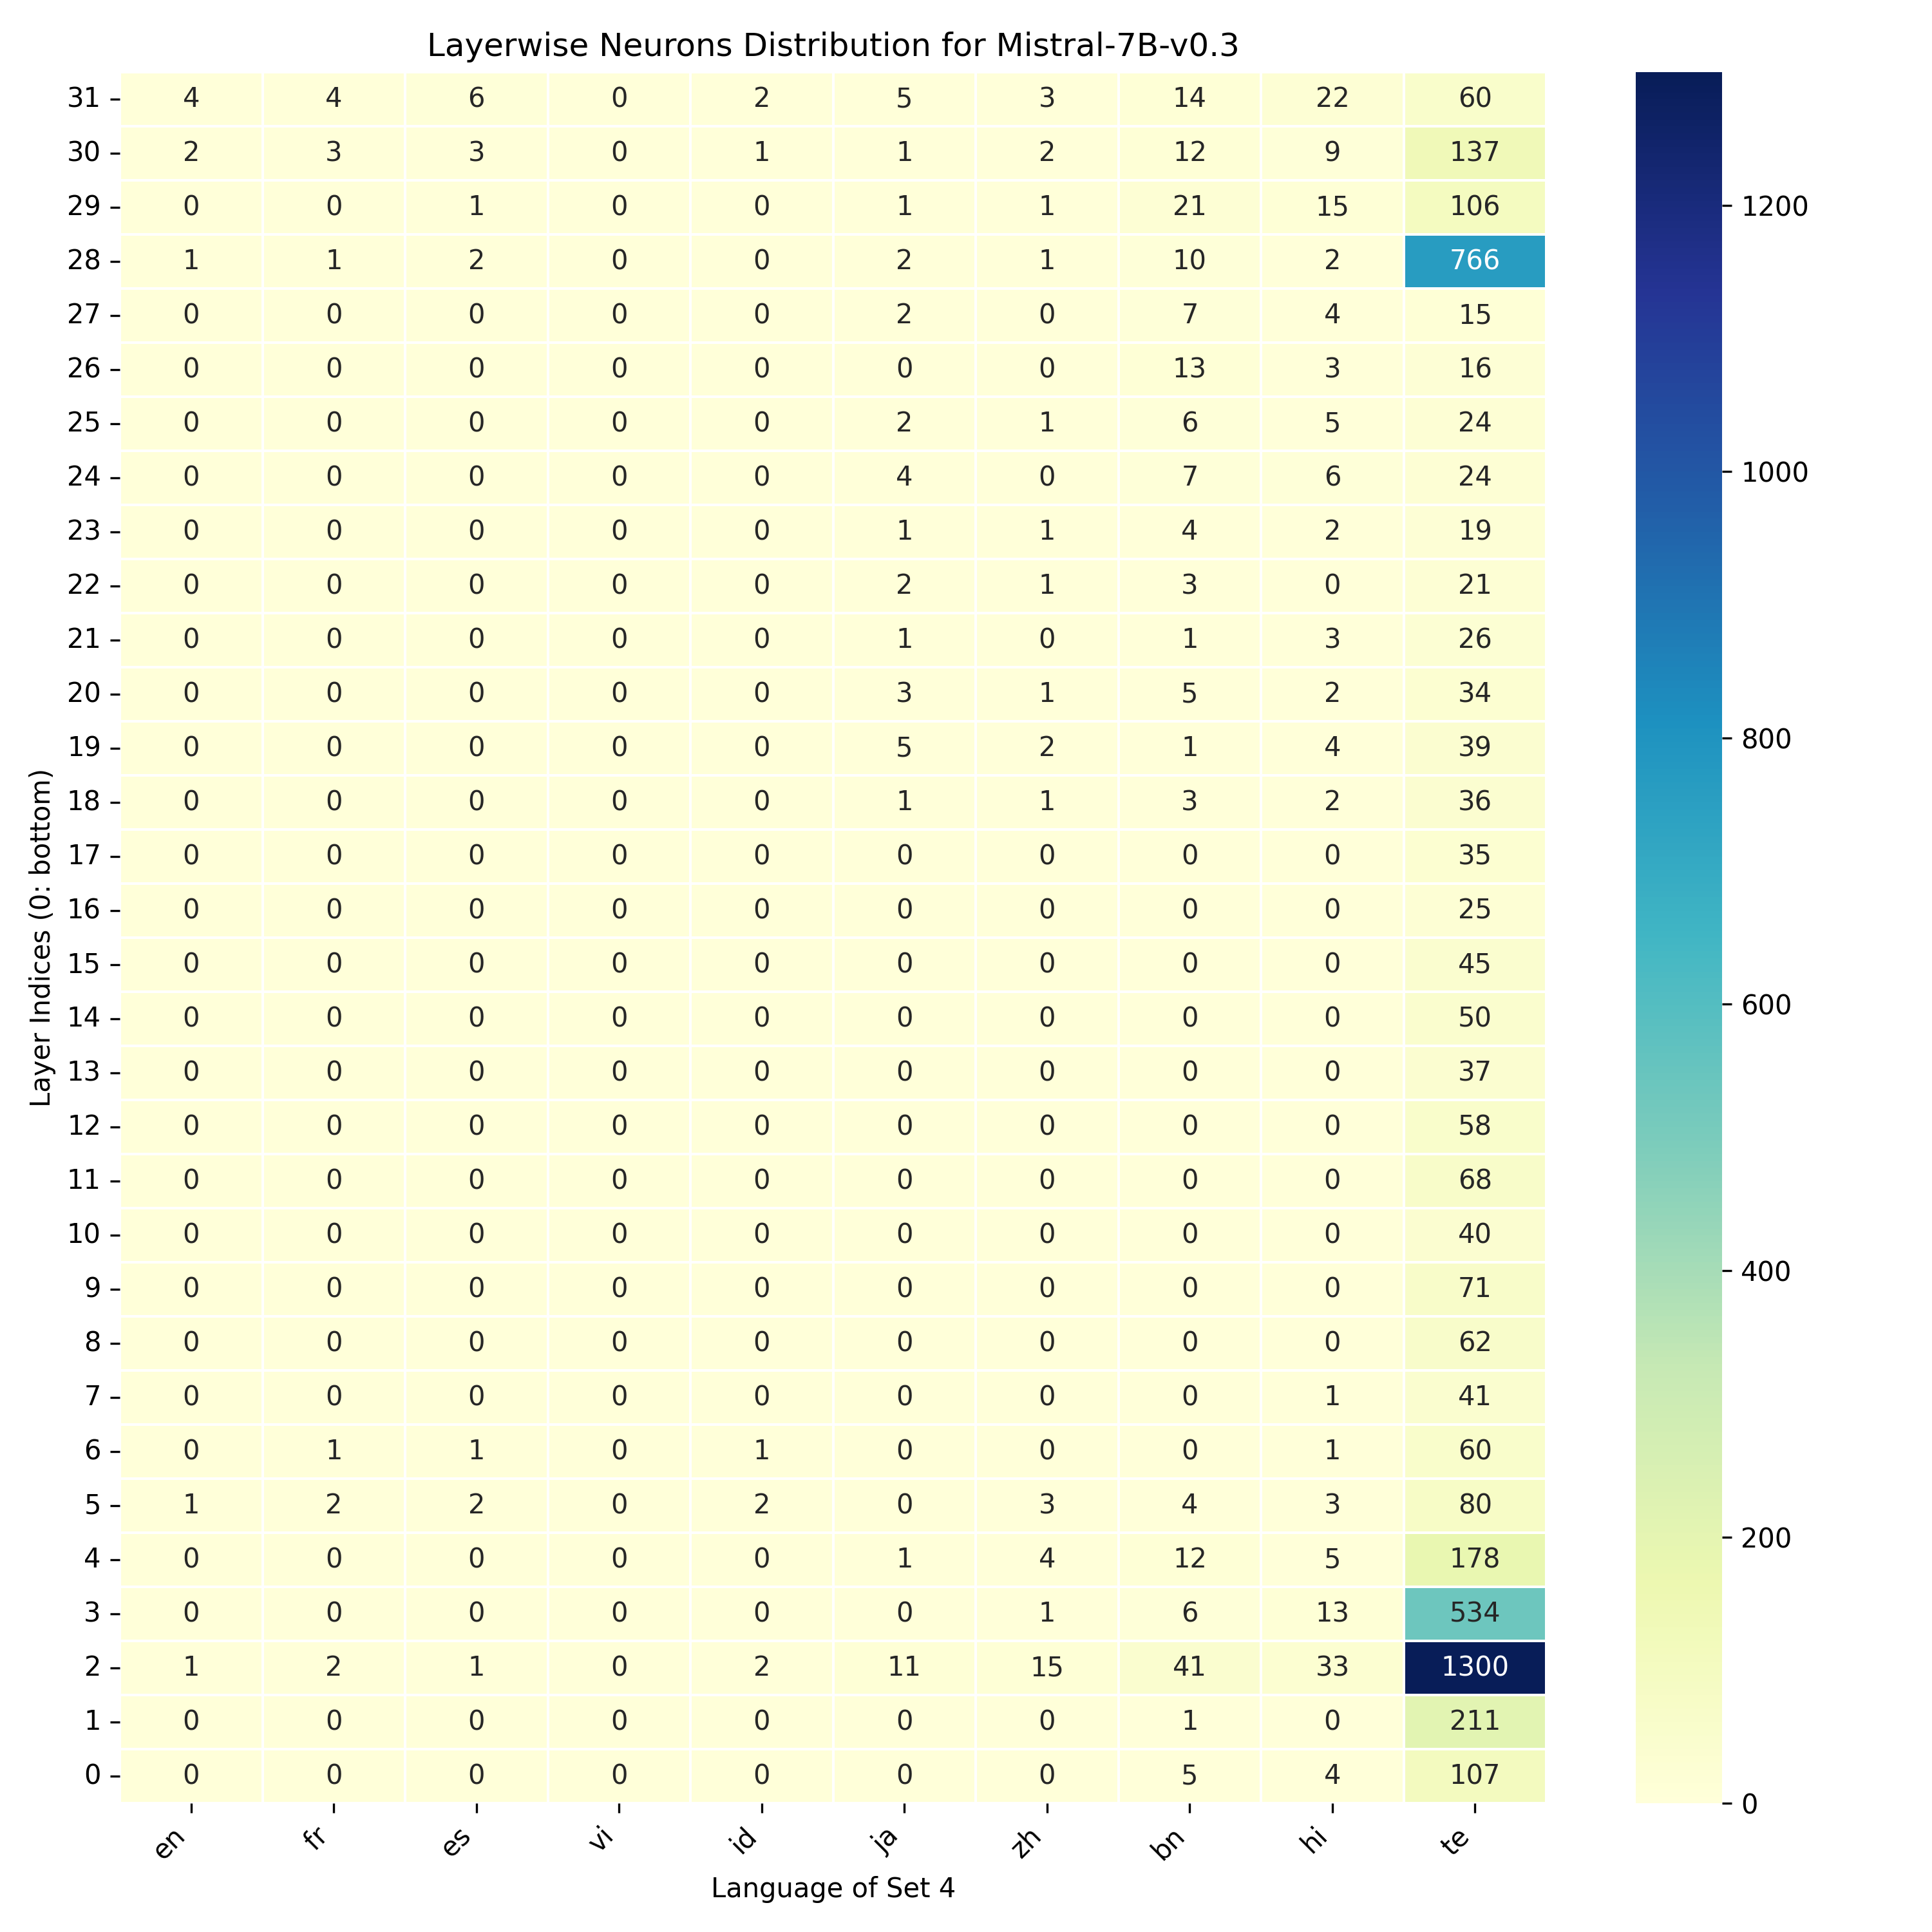 Layerwise Neurons Distribution for Mistral-7B-v0.3
31 4 4 6 0 2 5 3 14 22 60
30 2 3 3 0 1 1 2 12 9 137
29 0 0 1 0 0 1 1 21 15 106
28 1 1 2 0 0 2 1 10 2 766
27 0 0 0 0 0 2 0 7 4 15
26 0 0 0 0 0 0 0 13 3 16
25 0 0 0 0 0 2 1 6 5 24
24 0 0 0 0 0 4 0 7 6 24
23 0 0 0 0 0 1 1 4 2 19
22 0 0 0 0 0 2 1 3 0 21
21 0 0 0 0 0 1 0 1 3 26
20 0 0 0 0 0 3 1 5 2 34
19 0 0 0 0 0 5 2 1 4 39
18 0 0 0 0 0 1 1 3 2 36
17 0 0 0 0 0 0 0 0 0 35
16 0 0 0 0 0 0 0 0 0 25
15 0 0 0 0 0 0 0 0 0 45
14 0 0 0 0 0 0 0 0 0 50
13 0 0 0 0 0 0 0 0 0 37
12 0 0 0 0 0 0 0 0 0 58
11 0 0 0 0 0 0 0 0 0 68
10 0 0 0 0 0 0 0 0 0 40
9 0 0 0 0 0 0 0 0 0 71
8 0 0 0 0 0 0 0 0 0 62
7 0 0 0 0 0 0 0 0 1 41
6 0 1 1 0 1 0 0 0 1 60
5 1 2 2 0 2 0 3 4 3 80
4 0 0 0 0 0 1 4 12 5 178
3 0 0 0 0 0 0 1 6 13 534
2 1 2 1 0 2 11 15 41 33 1300
1 0 0 0 0 0 0 0 1 0 211
0 0 0 0 0 0 0 0 5 4 107
en fr es vi id ja zh bn hi te
Language of Set 4
Layer Indices (0: bottom)
1200
1000
800
600
400
200
0